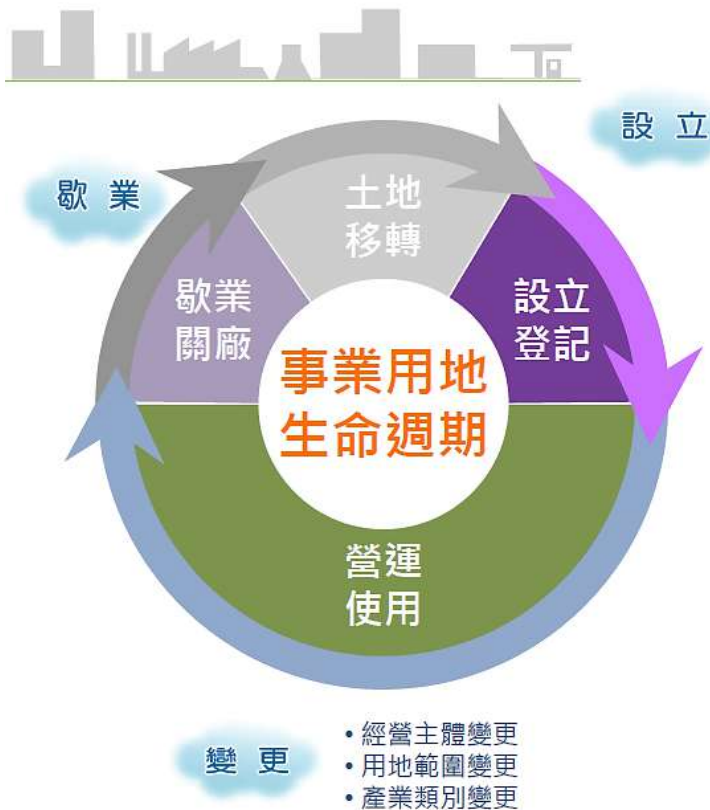 設立
歇業
土地
移轉
歇業
關廠
設立
登記
事業用地
生命週期
營運
使用
變更
• 經營主體變更
• 用地範圍變更
• 產業類別變更